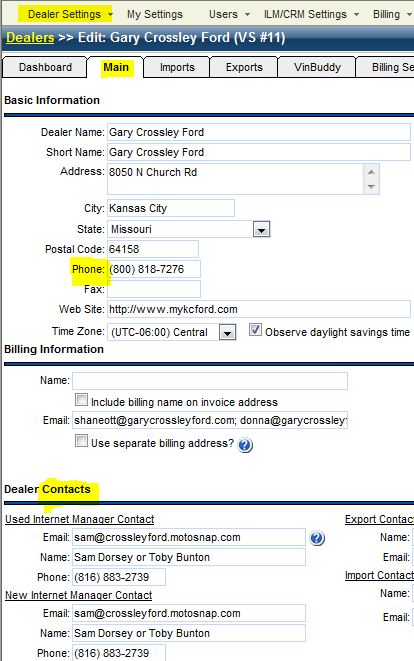 Dealer Settings My Settings Users ILM/CRM Settings Billing
Dealers >> Edit: Gary Crossley Ford (VS #11)
Dashboard Main Imports Exports VinBuddy Billing Se
Basic Information
Dealer Name: Gary Crossley Ford
Short Name: Gary Crossley Ford
Address: 8050 N Church Rd
City: Kansas City
State: Missouri
Postal Code: 64158
Phone: (800) 818-7276
Fax:
Web Site: http://www.mykcford.com
Time Zone: (UTC-06:00) Central Observe daylight savings time
Billing Information
Name:
Include billing name on invoice address
Email: shaneott@garycrossleyford.com; donna@garycrossleyf
Use separate billing address? ?
Dealer Contacts
Used Internet Manager Contact Export Contac
Email: sam@crossleyford.motosnap.com ? Name:
Name: Sam Dorsey or Toby Bunton Email:
Phone: (816) 883-2739 Import Contact
New Internet Manager Contact Name:
Email: sam@crossleyford.motosnap.com Email:
Name: Sam Dorsey or Toby Bunton
Phone: (816) 883-2739